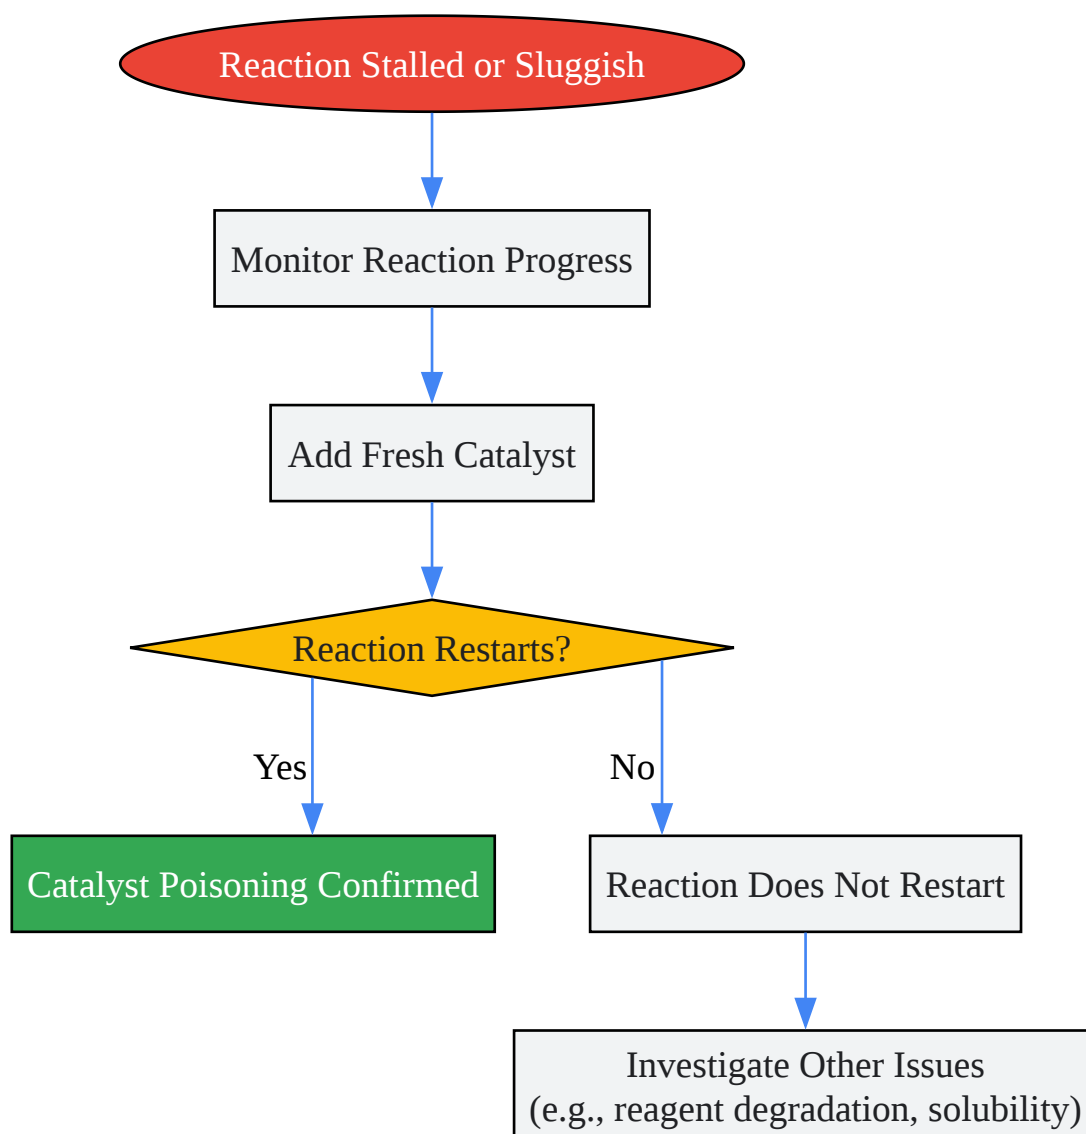 Reaction Stalled or Sluggish
Monitor Reaction Progress
Add Fresh Catalyst
Reaction Restarts?
Yes
No
Catalyst Poisoning Confirmed
Reaction Does Not Restart
Investigate Other Issues
(e.g., reagent degradation, solubility)